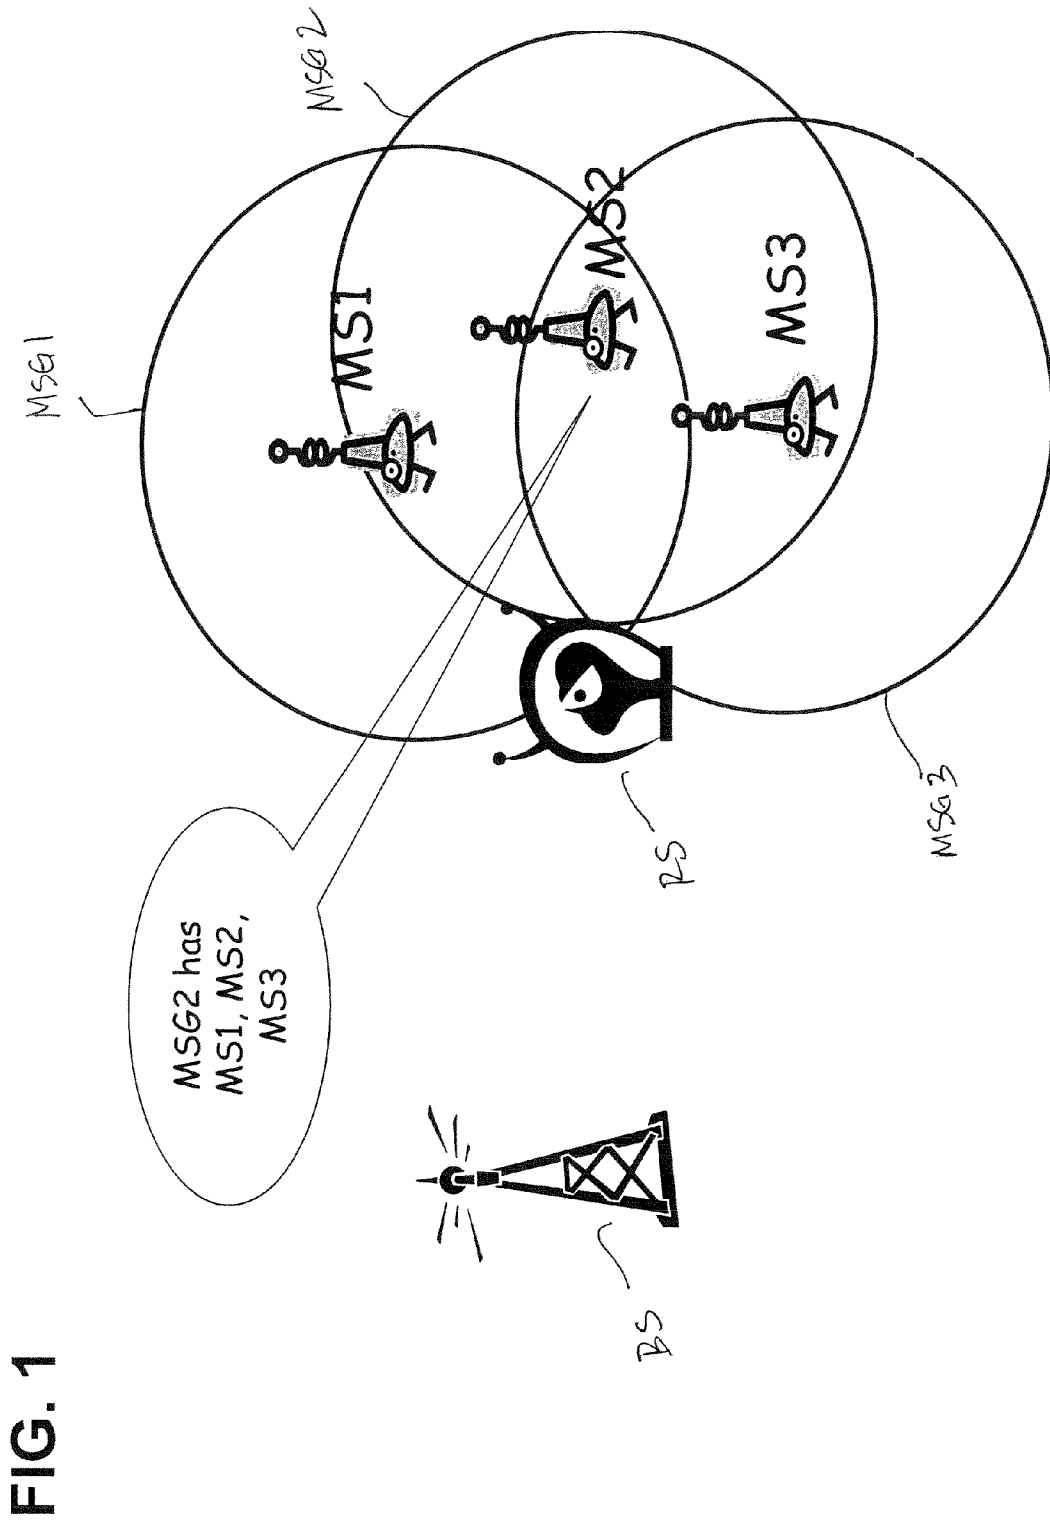 FIG. 1
MSG2 has
MS1, MS2,
MS3
MSG1
MSG2
MS1
MS2
MS3
RS
BS
MSG3